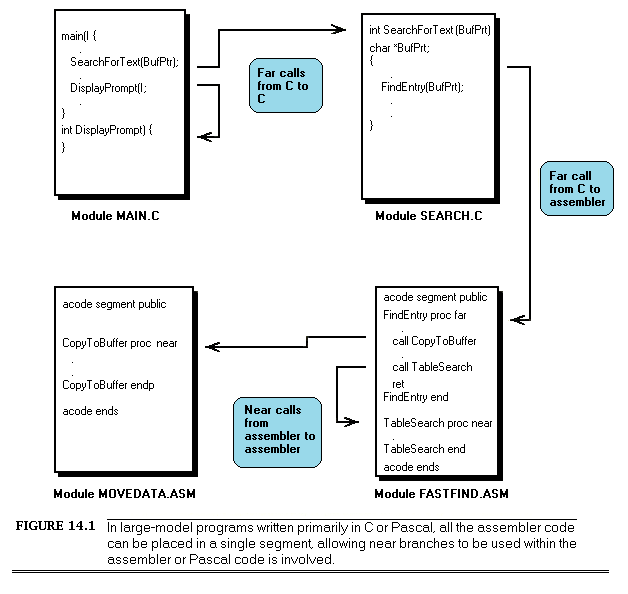 main(l {
.
SearchForText(BufPtr);
.
DisplayPrompt(l;
.
}
int DisplayPrompt) {
}
Module MAIN.C
Far calls
from C to
C
int SearchForText(BufPrt)
char *BufPrt;
{
.
FindEntry(BufPrt);
.
.
}
Module SEARCH.C
Far call
from C to
assembler
acode segment public
CopyToBuffer proc near
.
.
CopyToBuffer endp
acode ends
Module MOVEDATA.ASM
Near calls
from
assembler to
assembler
acode segment public
FindEntry proc far
.
call CopyToBuffer
.
call TableSearch
ret
FindEntry end
TableSearch proc near
.
TableSearch end
acode ends
Module FASTFIND.ASM
FIGURE 14.1 In large-model programs written primarily in C or Pascal, all the assembler code
can be placed in a single segment, allowing near branches to be used within the
assembler or Pascal code is involved.